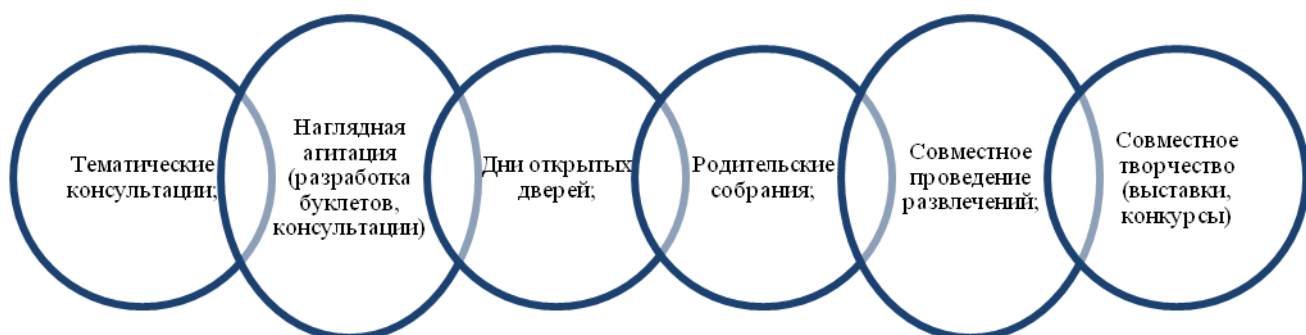 Тематические
консультации;
Наглядная
агитация
(разработка
буклетов,
консультации)
Дни открытых
дверей;
Родительские
собрания;
Совместное
проведение
развлечений;
Совместное
творчество
(выставки,
конкурсы)